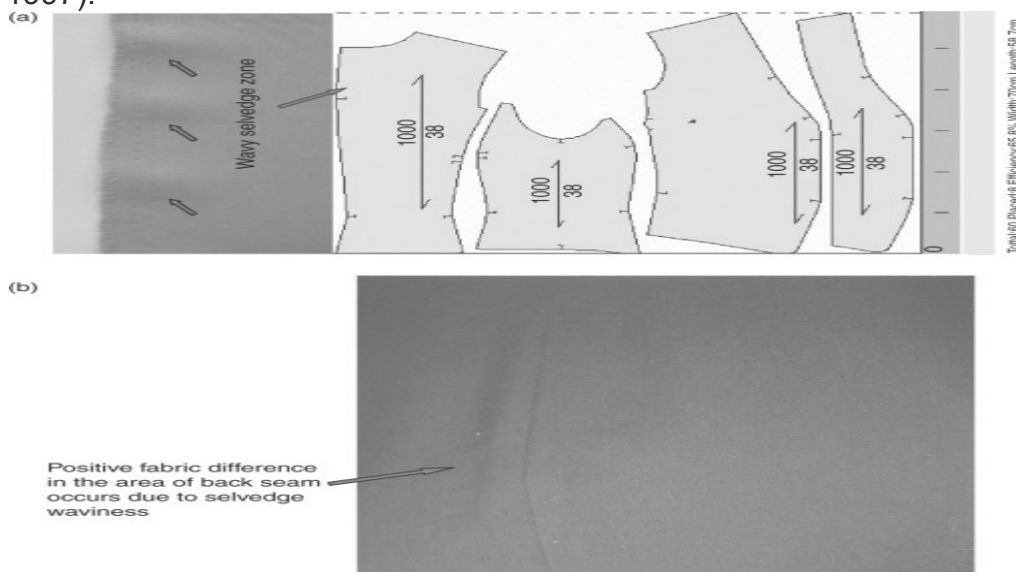 (a)
Wavy selvedge zone
1000
38
1000
38
1000
38
1000
38
0
(b)
Positive fabric difference
in the area of back seam
occurs due to selvedge
waviness